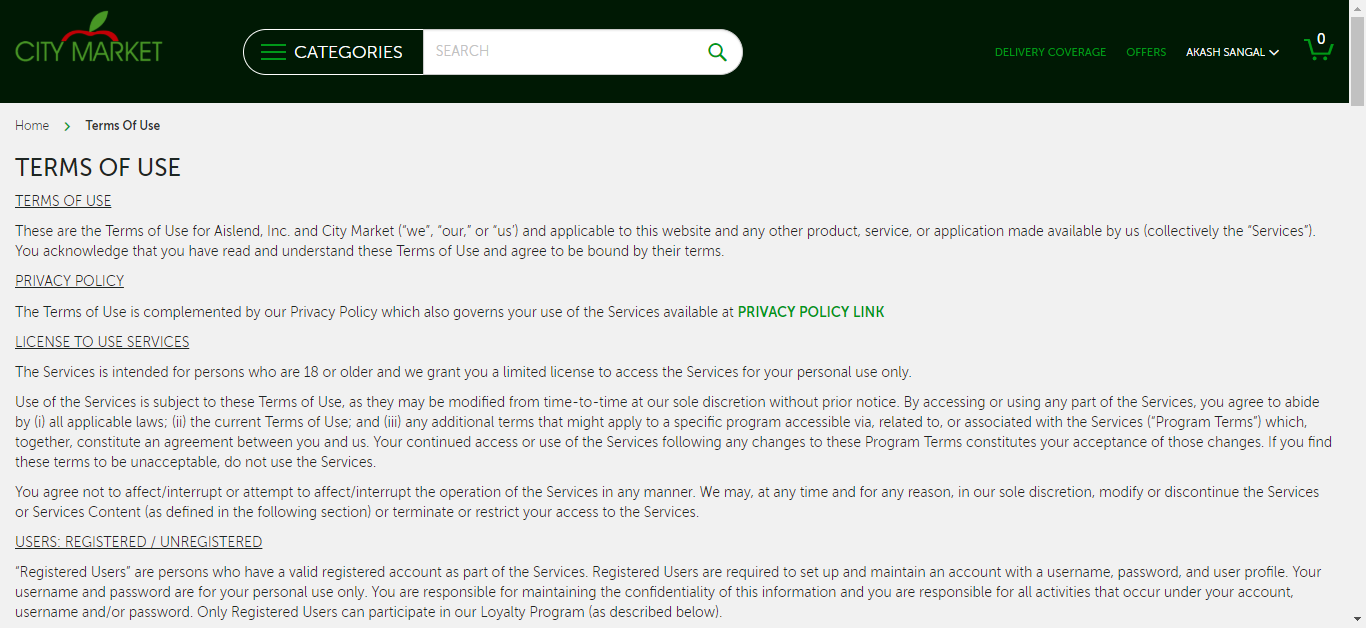 CITY MARKET
CATEGORIES
SEARCH
DELIVERY COVERAGE
OFFERS
AKASH SANGAL
0
Home
Terms Of Use
TERMS OF USE
TERMS OF USE
These are the Terms of Use for Aislend, Inc. and City Market (“we”, “our,” or “us’) and applicable to this website and any other product, service, or application made available by us (collectively the “Services”).
You acknowledge that you have read and understand these Terms of Use and agree to be bound by their terms.
PRIVACY POLICY
The Terms of Use is complemented by our Privacy Policy which also governs your use of the Services available at PRIVACY POLICY LINK
LICENSE TO USE SERVICES
The Services is intended for persons who are 18 or older and we grant you a limited license to access the Services for your personal use only.
Use of the Services is subject to these Terms of Use, as they may be modified from time-to-time at our sole discretion without prior notice. By accessing or using any part of the Services, you agree to abide
by (i) all applicable laws; (ii) the current Terms of Use; and (iii) any additional terms that might apply to a specific program accessible via, related to, or associated with the Services (“Program Terms”) which,
together, constitute an agreement between you and us. Your continued access or use of the Services following any changes to these Program Terms constitutes your acceptance of those changes. If you find
these terms to be unacceptable, do not use the Services.
You agree not to affect/interrupt or attempt to affect/interrupt the operation of the Services in any manner. We may, at any time and for any reason, in our sole discretion, modify or discontinue the Services
or Services Content (as defined in the following section) or terminate or restrict your access to the Services.
USERS: REGISTERED / UNREGISTERED
“Registered Users” are persons who have a valid registered account as part of the Services. Registered Users are required to set up and maintain an account with a username, password, and user profile. Your
username and password are for your personal use only. You are responsible for maintaining the confidentiality of this information and you are responsible for all activities that occur under your account,
username and/or password. Only Registered Users can participate in our Loyalty Program (as described below).